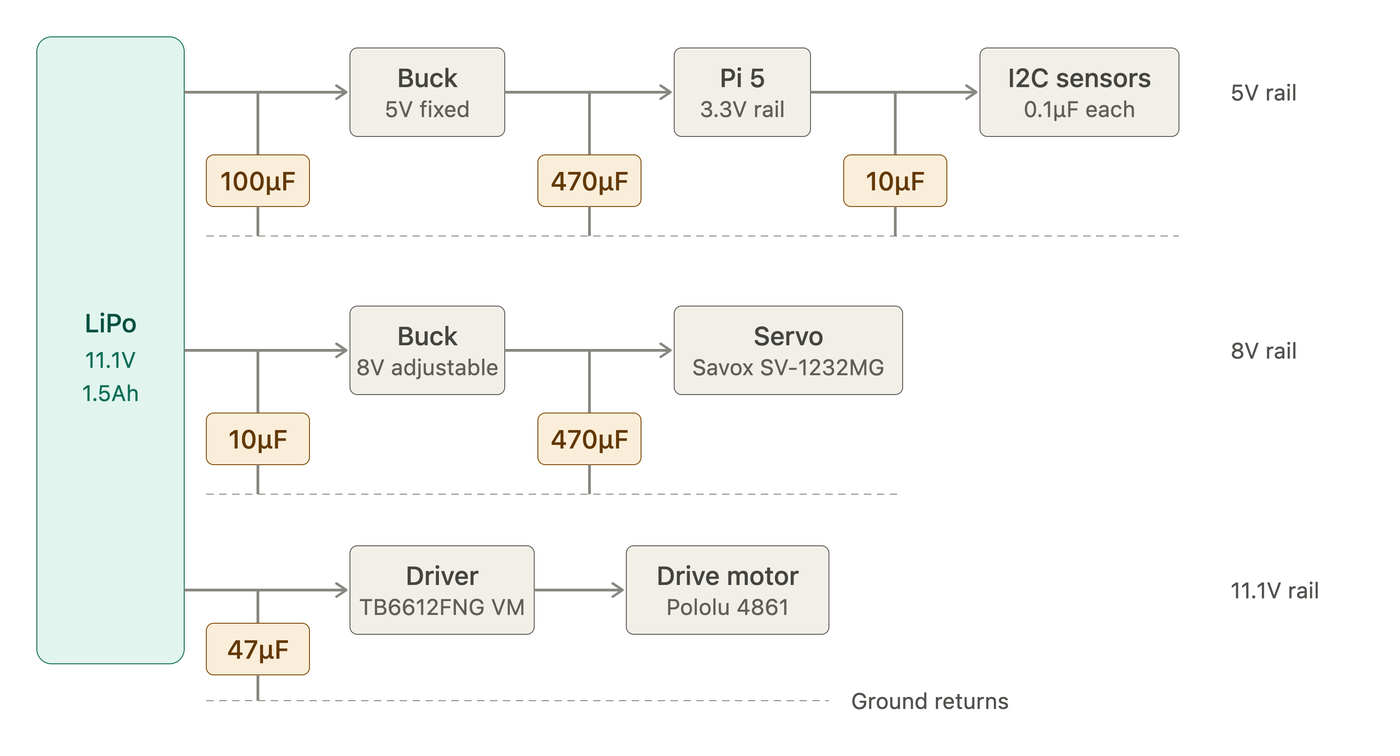 Buck
5V fixed
Pi 5
3.3V rail
I2C sensors
0.1µF each
5V rail
100µF
470µF
10µF
LiPo
11.1V
1.5Ah
Buck
8V adjustable
Servo
Savox SV-1232MG
8V rail
10µF
470µF
Driver
TB6612FNG VM
Drive motor
Pololu 4861
11.1V rail
47µF
Ground returns